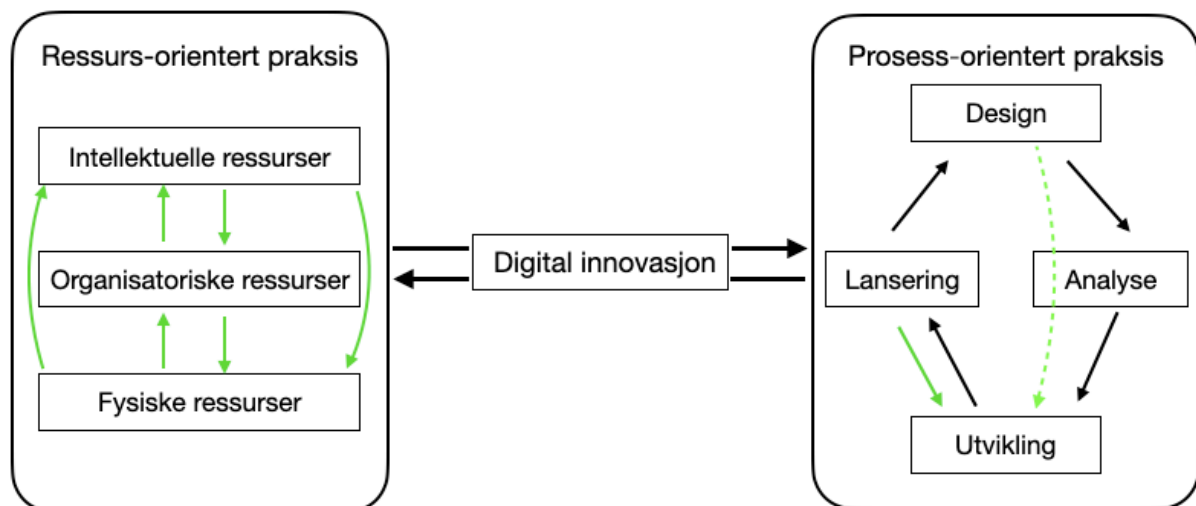 Ressurs-orientert praksis
Intellektuelle ressurser
Organisatoriske ressurser
Fysiske ressurser
Digital innovasjon
Prosess-orientert praksis
Design
Lansering
Analyse
Utvikling